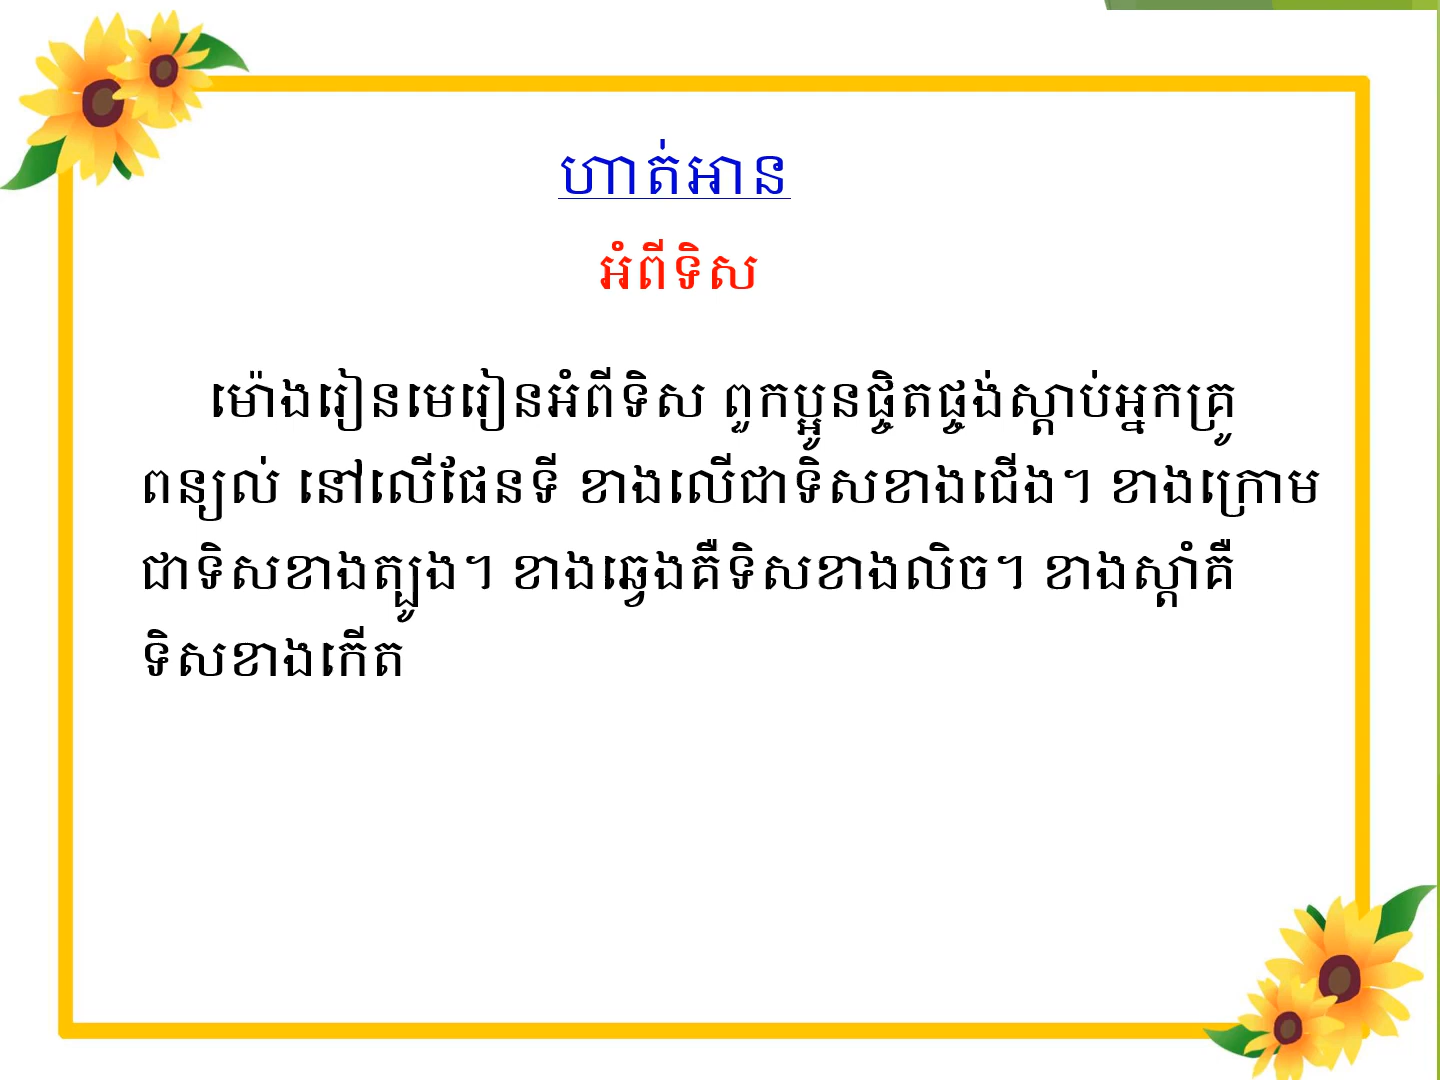 ហាត់អាន
អំពីទិស
ម៉ោងរៀនមេរៀនអំពីទិស ពួកប្អូនផ្ចិតផ្ចង់ស្ដាប់អ្នកគ្រូ
ពន្យល់ នៅលើផែនទី ខាងលើជាទិសខាងជើង។ ខាងក្រោម
ជាទិសខាងត្បូង។ ខាងឆ្វេងគឺទិសខាងលិច។ ខាងស្ដាំគឺ
ទិសខាងកើត